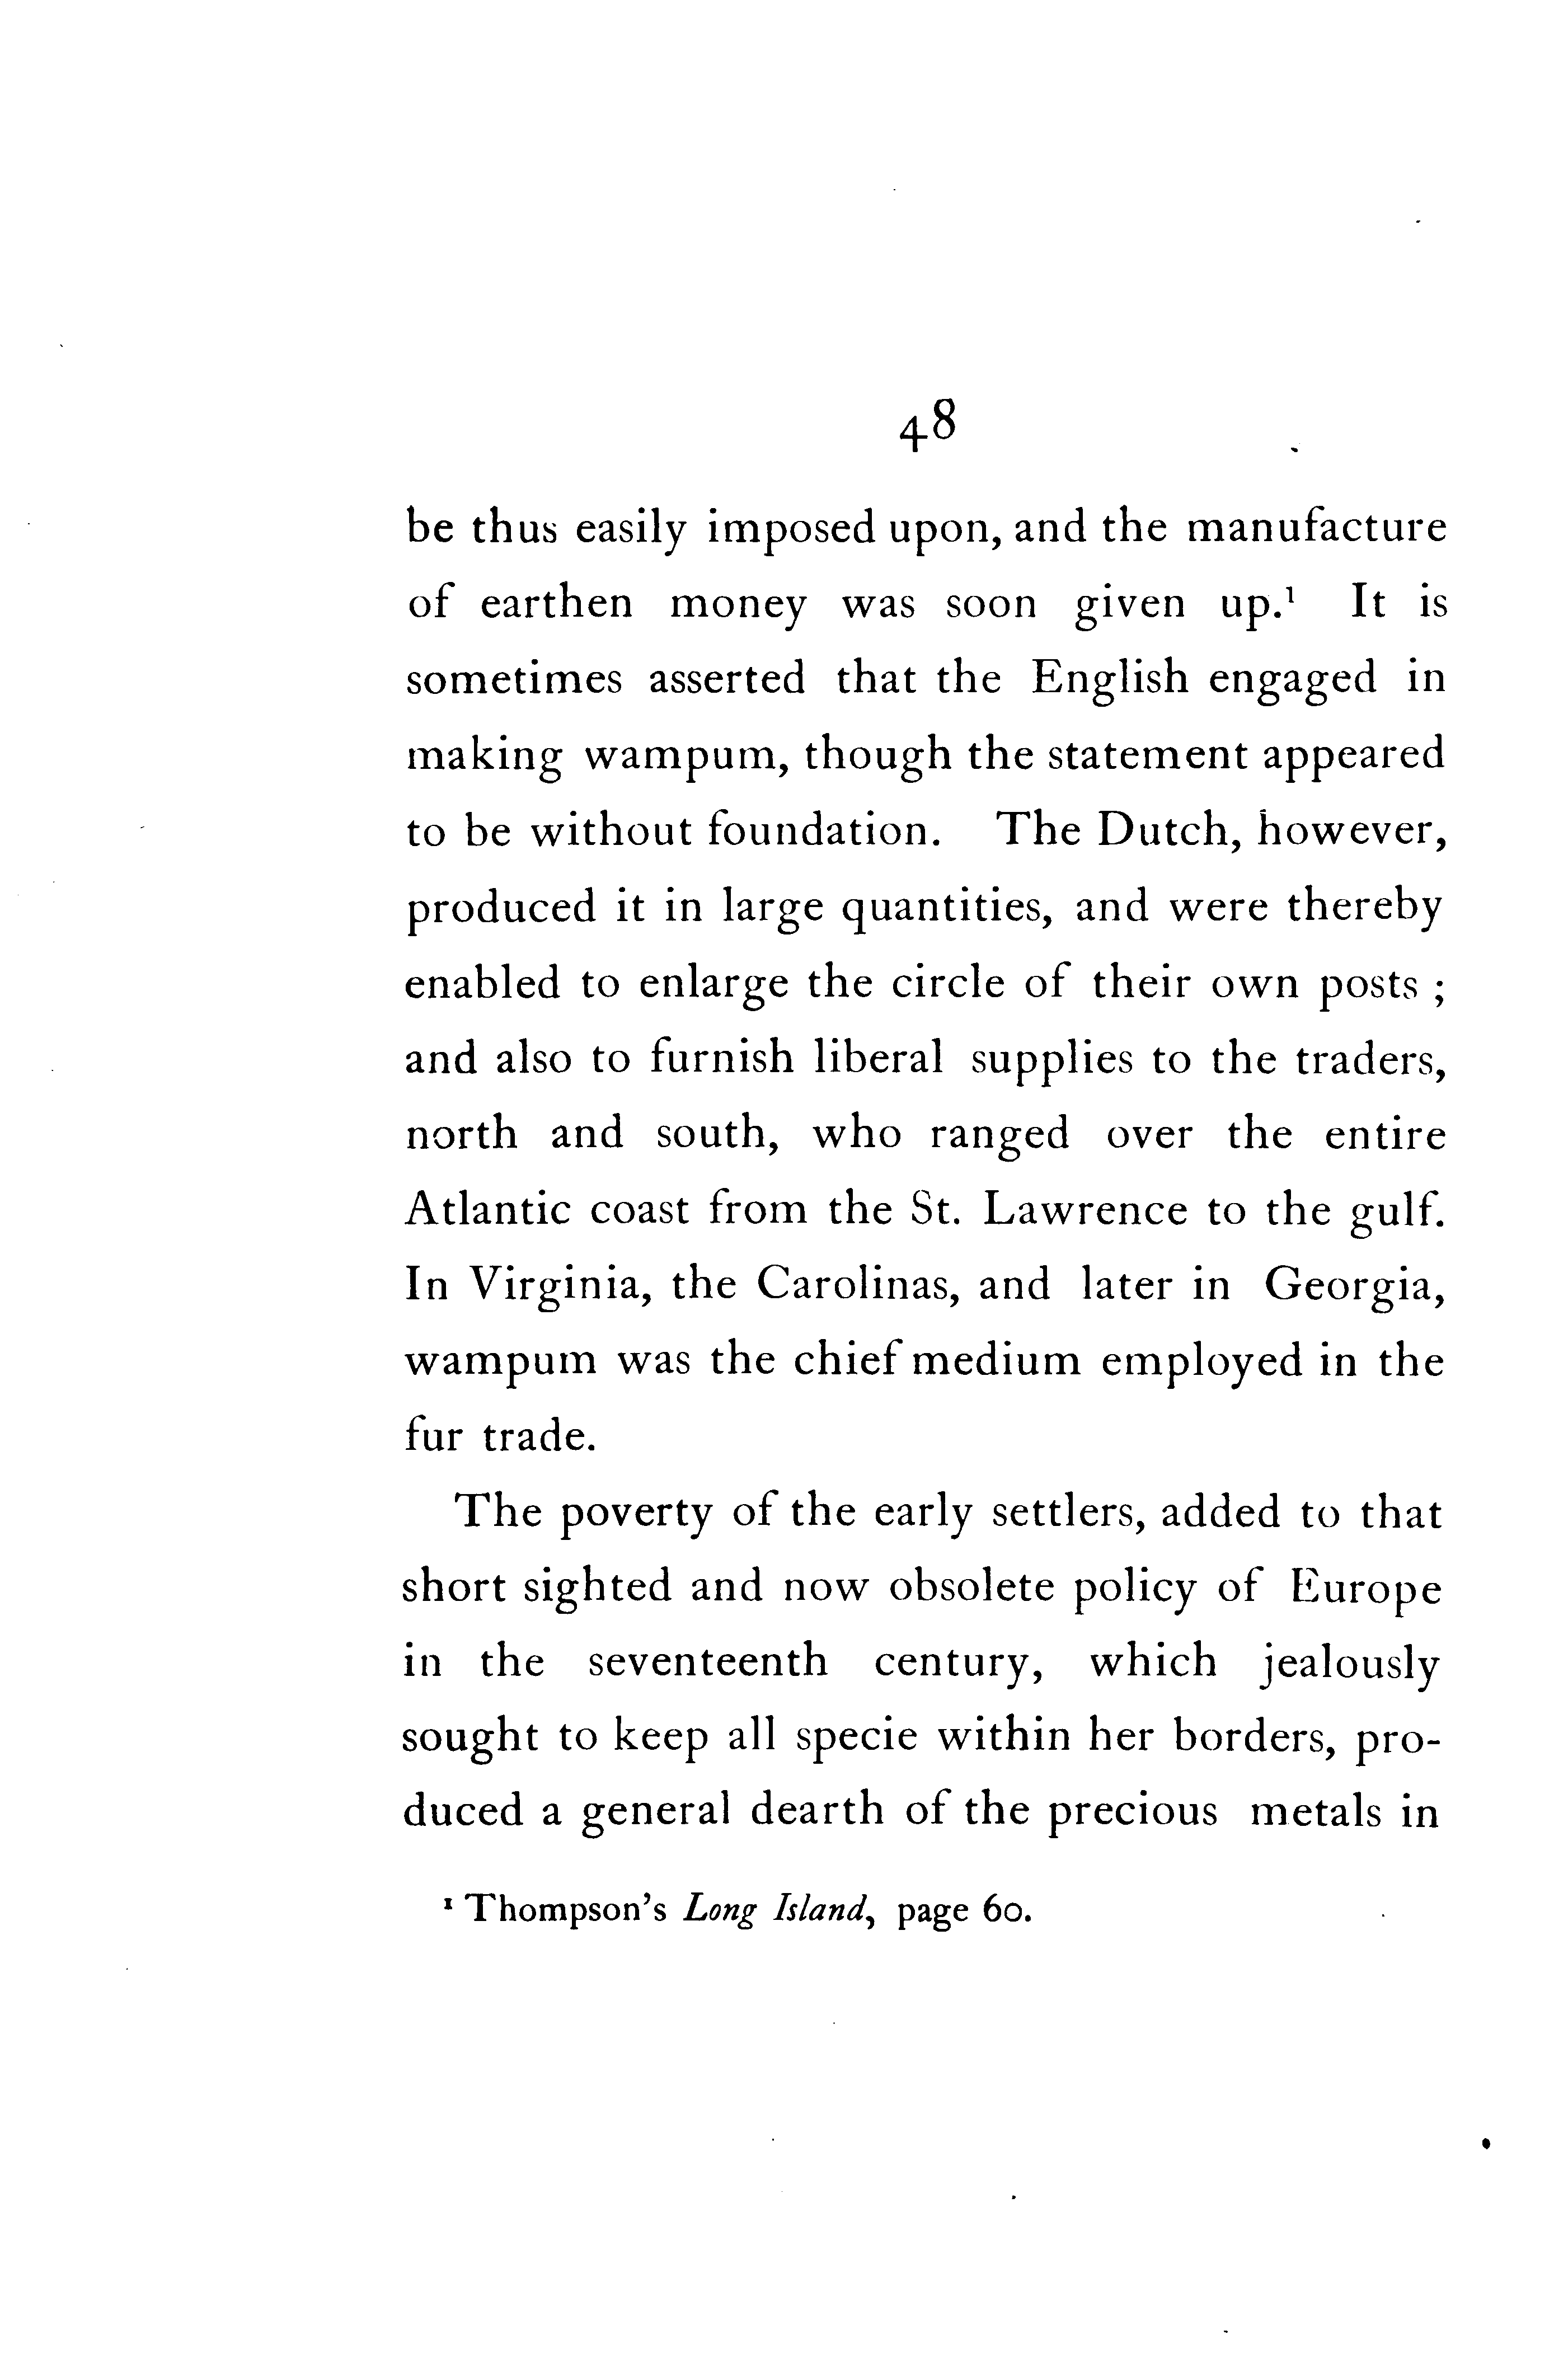 48
be thus easily imposed upon, and the manufacture
of earthen money was soon given up.¹ It is
sometimes asserted that the English engaged in
making wampum, though the statement appeared
to be without foundation. The Dutch, however,
produced it in large quantities, and were thereby
enabled to enlarge the circle of their own posts ;
and also to furnish liberal supplies to the traders,
north and south, who ranged over the entire
Atlantic coast from the St. Lawrence to the gulf.
In Virginia, the Carolinas, and later in Georgia,
wampum was the chief medium employed in the
fur trade.
The poverty of the early settlers, added to that
short sighted and now obsolete policy of Europe
in the seventeenth century, which jealously
sought to keep all specie within her borders, pro-
duced a general dearth of the precious metals in
¹ Thompson's Long Island, page 60.